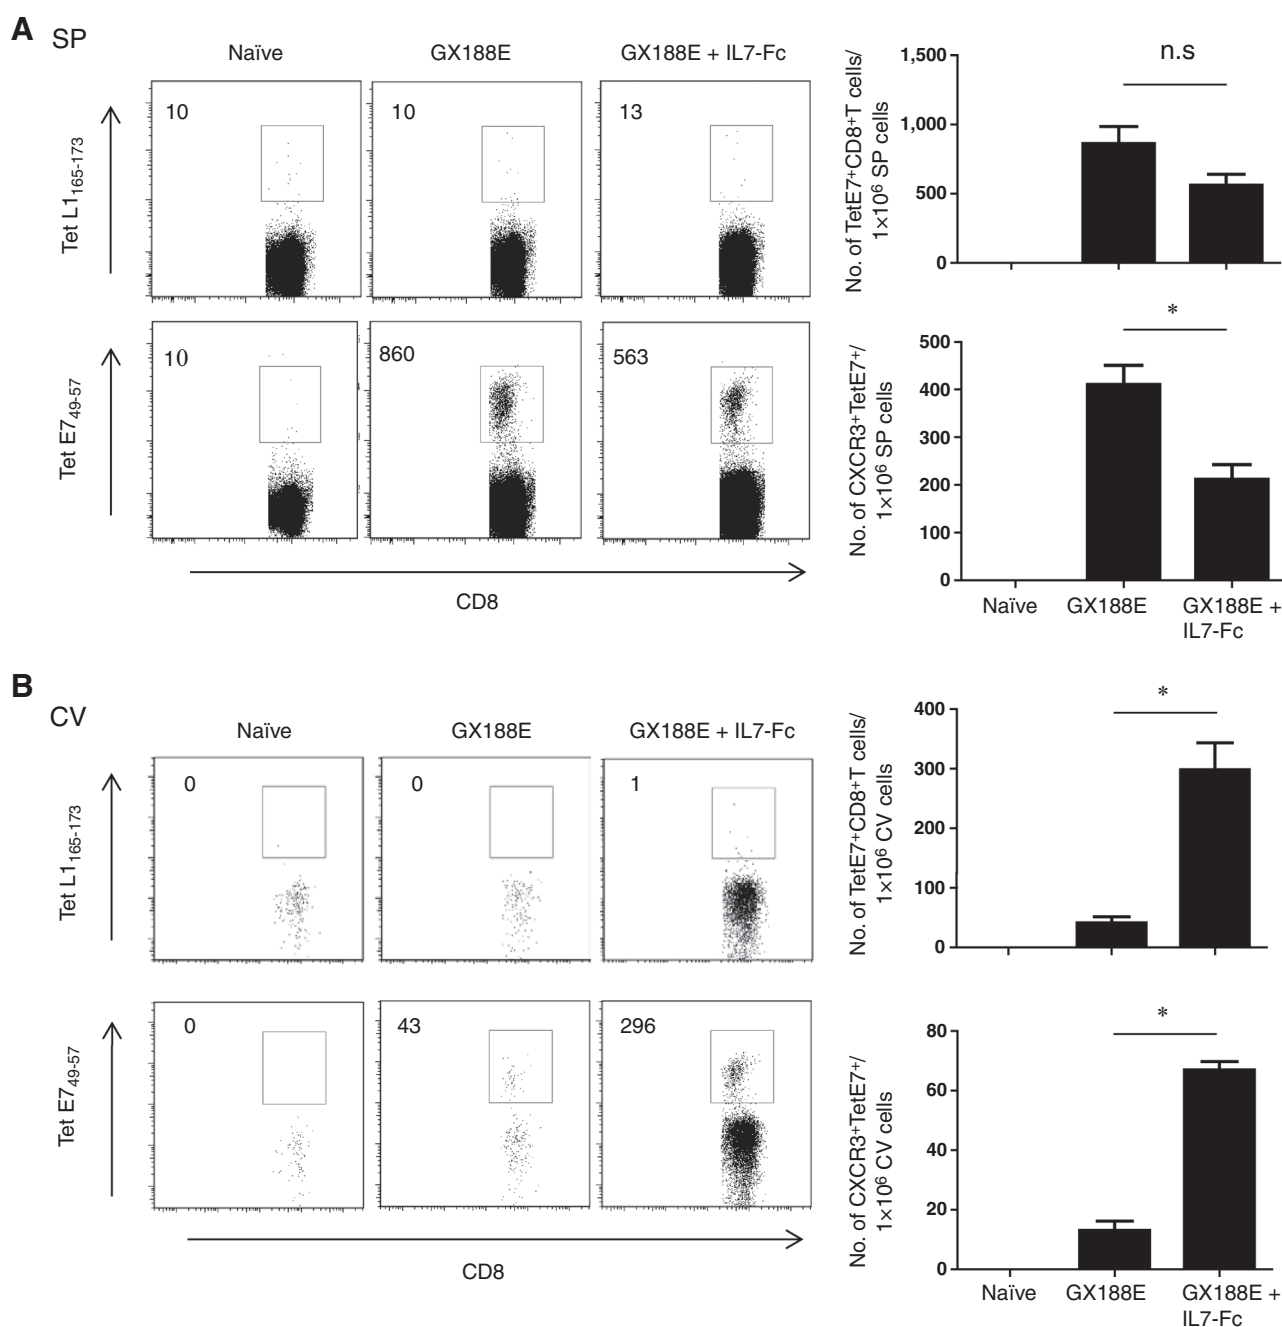 A SP
Naïve GX188E GX188E + IL7-Fc
Tet L1165-173
10 10 13
Tet E749-57
10 860 563
CD8
No. of TetE7+CD8+T cells/
1×106 SP cells
1,500
1,000
500
0
n.s
No. of CXCR3+TetE7+/
1×106 SP cells
500
400
300
200
100
0
*
Naïve GX188E GX188E +
IL7-Fc
B
CV
Naïve GX188E GX188E + IL7-Fc
Tet L1165-173
0 0 1
Tet E749-57
0 43 296
CD8
No. of TetE7+CD8+T cells/
1×106 CV cells
400
300
200
100
0
*
No. of CXCR3+TetE7+/
1×106 CV cells
80
60
40
20
0
*
Naïve GX188E GX188E +
IL7-Fc